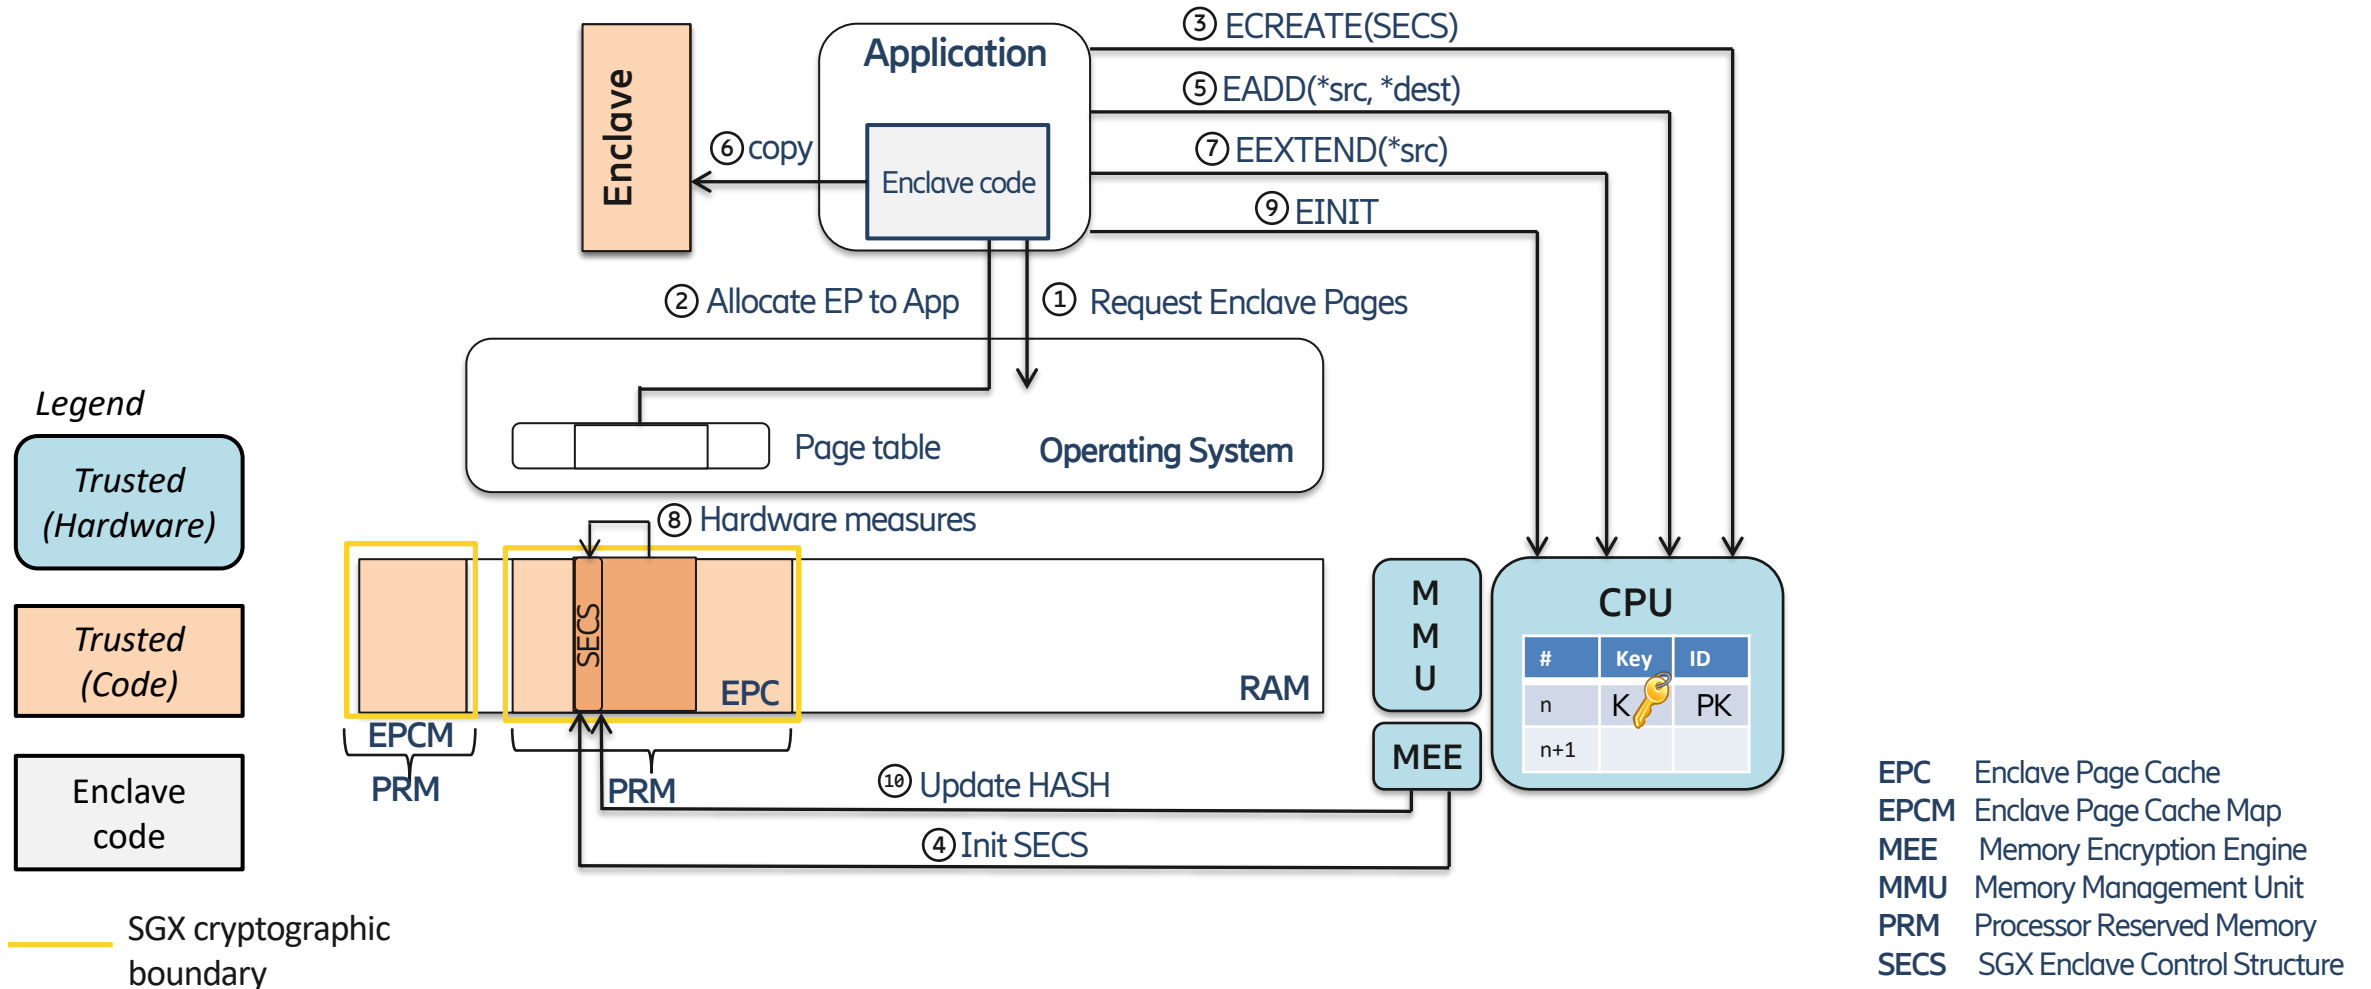 ③ ECREATE(SECS)
Application
⑤ EADD(*src, *dest)
Enclave
⑥ copy
⑦ EEXTEND(*src)
Enclave code
⑨ EINIT
② Allocate EP to App
① Request Enclave Pages
Page table
Operating System
Legend
Trusted
(Hardware)
Trusted
(Code)
Enclave
code
SGX cryptographic
boundary
⑧ Hardware measures
SECS
EPC
RAM
EPCM
PRM
PRM
M
M
U
MEE
CPU
# Key ID
n K PK
n+1
⑩ Update HASH
④ Init SECS
EPC Enclave Page Cache
EPCM Enclave Page Cache Map
MEE Memory Encryption Engine
MMU Memory Management Unit
PRM Processor Reserved Memory
SECS SGX Enclave Control Structure